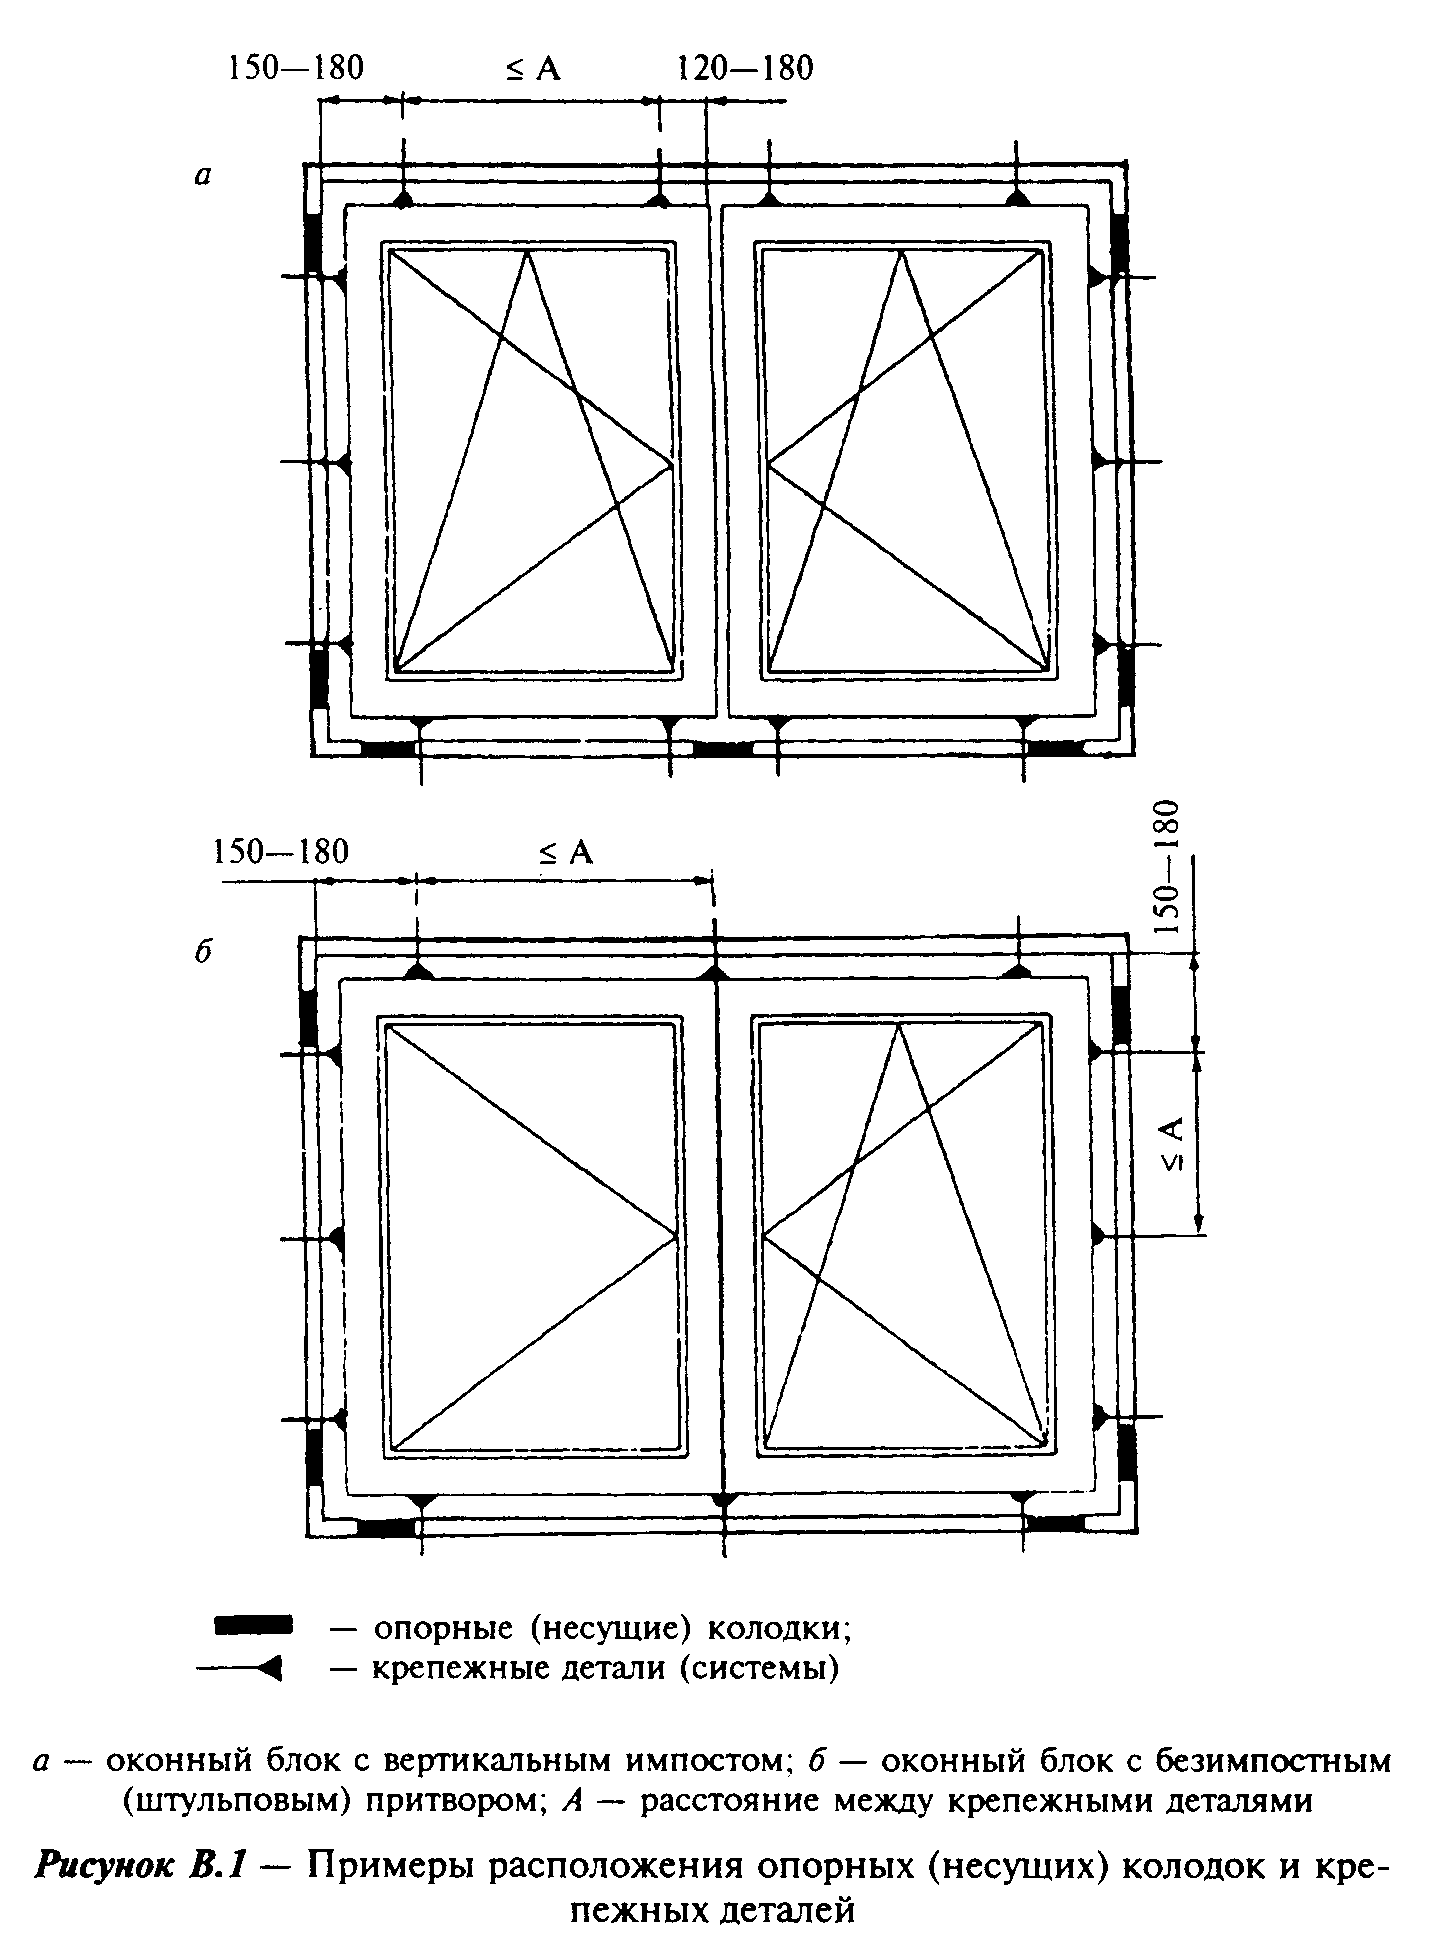 150—180 ≤ А 120—180
а
150—180 ≤ А
150—180
б
≤ А
— опорные (несущие) колодки;
— крепежные детали (системы)
а — оконный блок с вертикальным импостом; б — оконный блок с безимпостным
(штульповым) притвором; А — расстояние между крепежными деталями
Рисунок В.1 — Примеры расположения опорных (несущих) колодок и кре-
пежных деталей